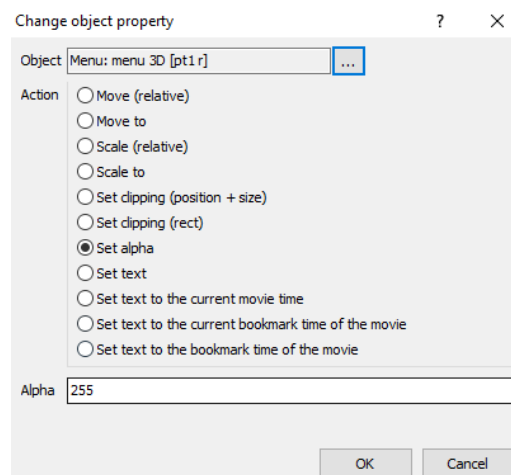 Change object property ? ×
Object Menu: menu 3D [pt1 r] ...
Action Move (relative)
Move to
Scale (relative)
Scale to
Set clipping (position + size)
Set clipping (rect)
Set alpha
Set text
Set text to the current movie time
Set text to the current bookmark time of the movie
Set text to the bookmark time of the movie
Alpha 255
OK Cancel